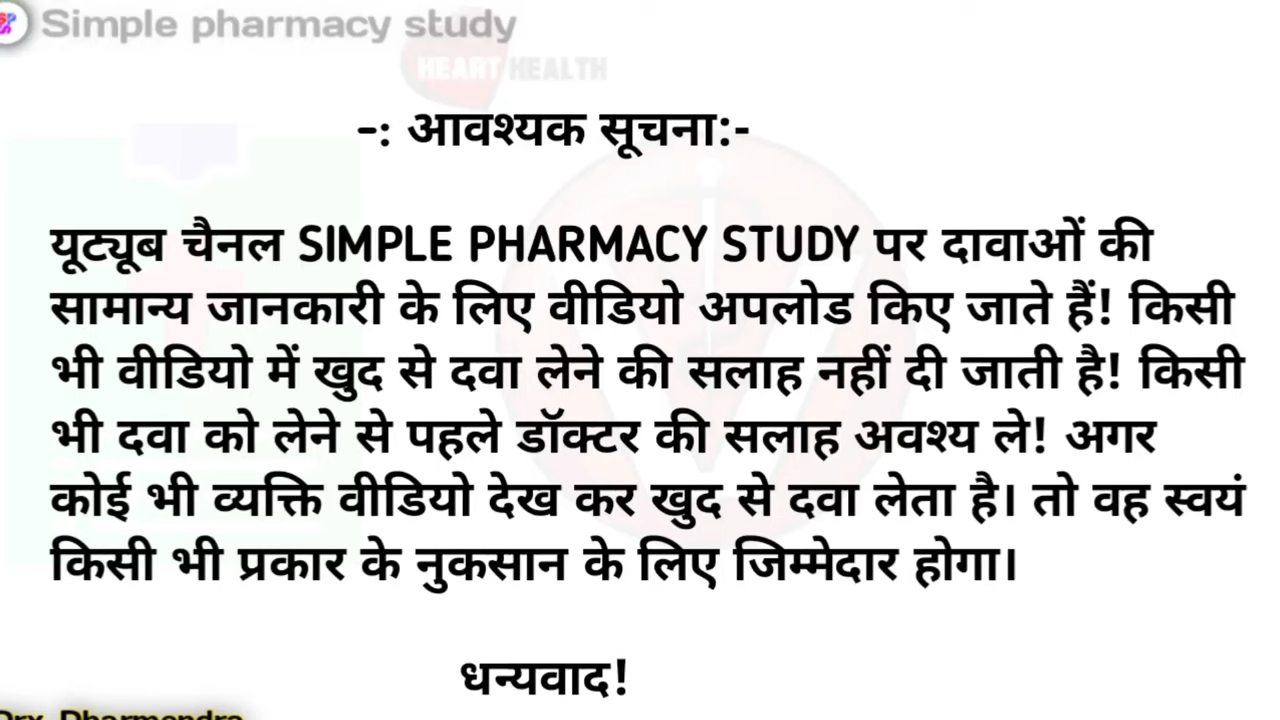 Simple pharmacy study
HEART HEALTH
-: आवश्यक सूचना:-
यूट्यूब चैनल SIMPLE PHARMACY STUDY पर दावाओं की
सामान्य जानकारी के लिए वीडियो अपलोड किए जाते हैं! किसी
भी वीडियो में खुद से दवा लेने की सलाह नहीं दी जाती है! किसी
भी दवा को लेने से पहले डॉक्टर की सलाह अवश्य ले! अगर
कोई भी व्यक्ति वीडियो देख कर खुद से दवा लेता है। तो वह स्वयं
किसी भी प्रकार के नुकसान के लिए जिम्मेदार होगा।
धन्यवाद!
Dharmendra